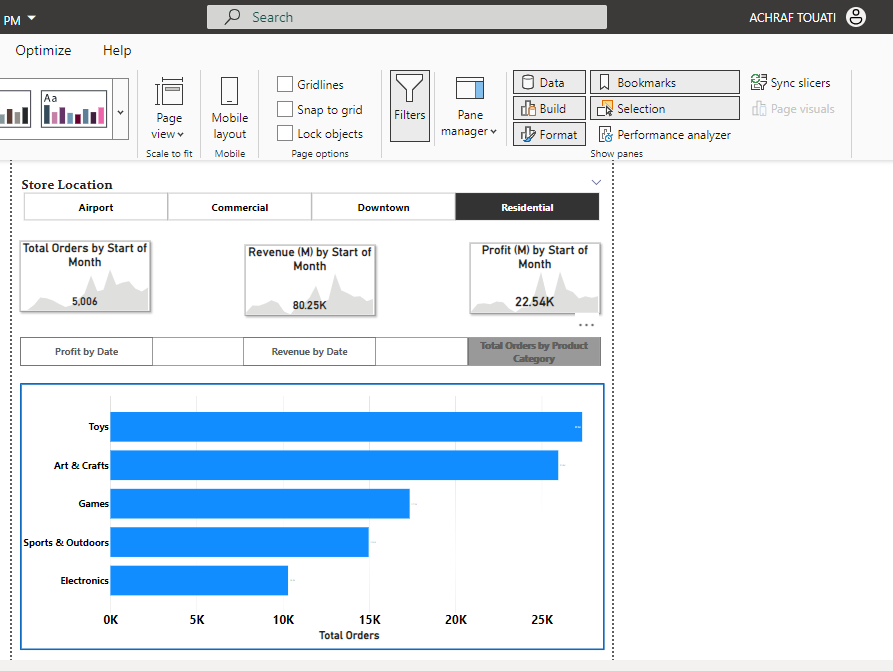 PM
Search
ACHRAF TOUATI
Optimize
Help
Aa
Page
view
Scale to fit
Mobile
layout
Mobile
Gridlines
Snap to grid
Lock objects
Page options
Filters
Pane
manager
Data
Build
Format
Bookmarks
Selection
Performance analyzer
Show panes
Sync slicers
Page visuals
Store Location
Airport
Commercial
Downtown
Residential
Total Orders by Start of
Month
5,006
Revenue (M) by Start of
Month
80.25K
Profit (M) by Start of
Month
22.54K
Profit by Date
Revenue by Date
Total Orders by Product
Category
Toys
Art & Crafts
Games
Sports & Outdoors
Electronics
0K 5K 10K 15K 20K 25K
Total Orders